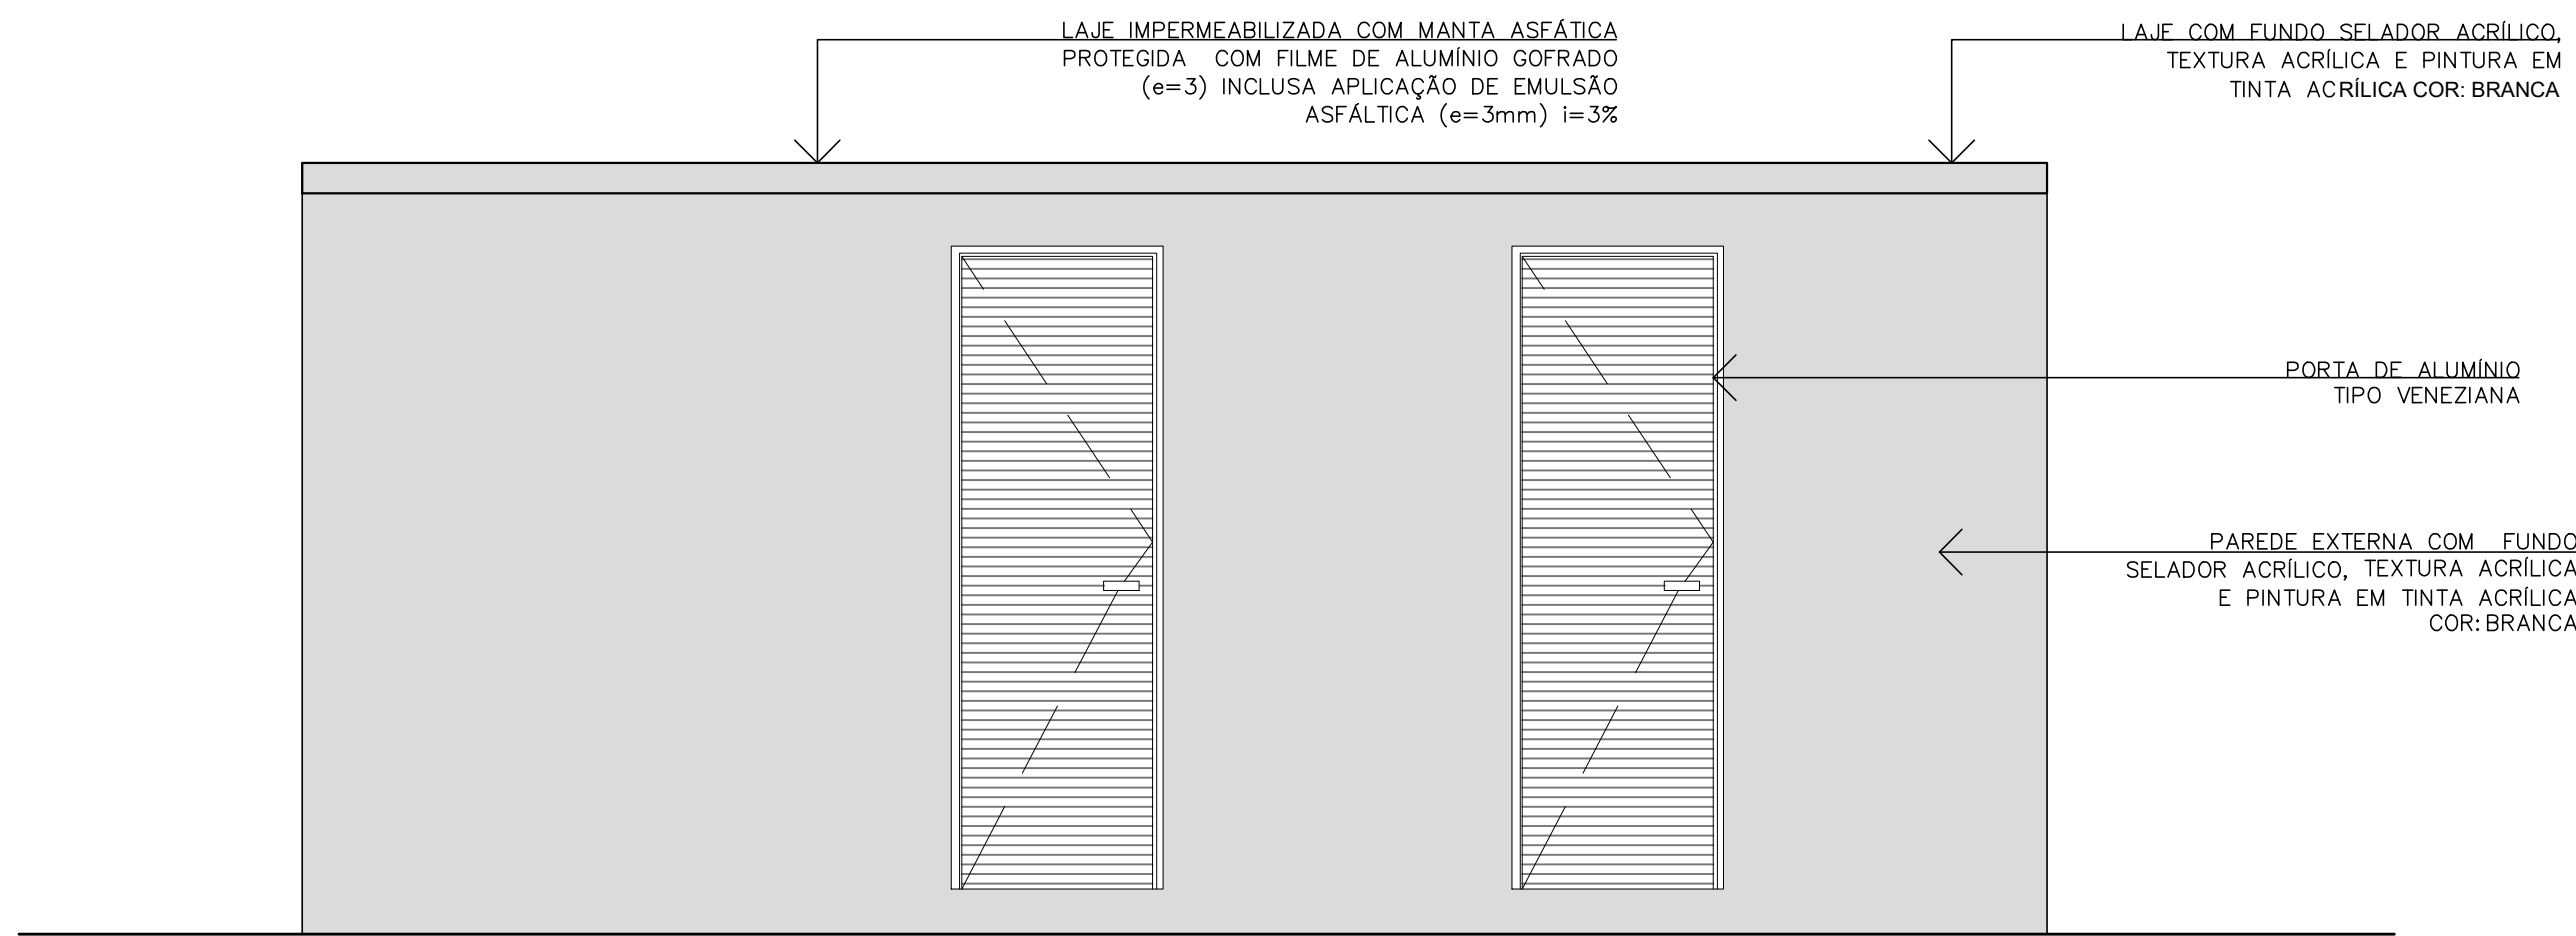 LAJE IMPERMEABILIZADA COM MANTA ASFÁTICA
PROTEGIDA COM FILME DE ALUMÍNIO GOFRADO
(e=3) INCLUSA APLICAÇÃO DE EMULSÃO
ASFÁLTICA (e=3mm) i=3%
LAJE COM FUNDO SELADOR ACRÍLICO,
TEXTURA ACRÍLICA E PINTURA EM
TINTA ACRÍLICA COR: BRANCA
PORTA DE ALUMÍNIO
TIPO VENEZIANA
PAREDE EXTERNA COM FUNDO
SELADOR ACRÍLICO, TEXTURA ACRÍLICA
E PINTURA EM TINTA ACRÍLICA
COR: BRANCA